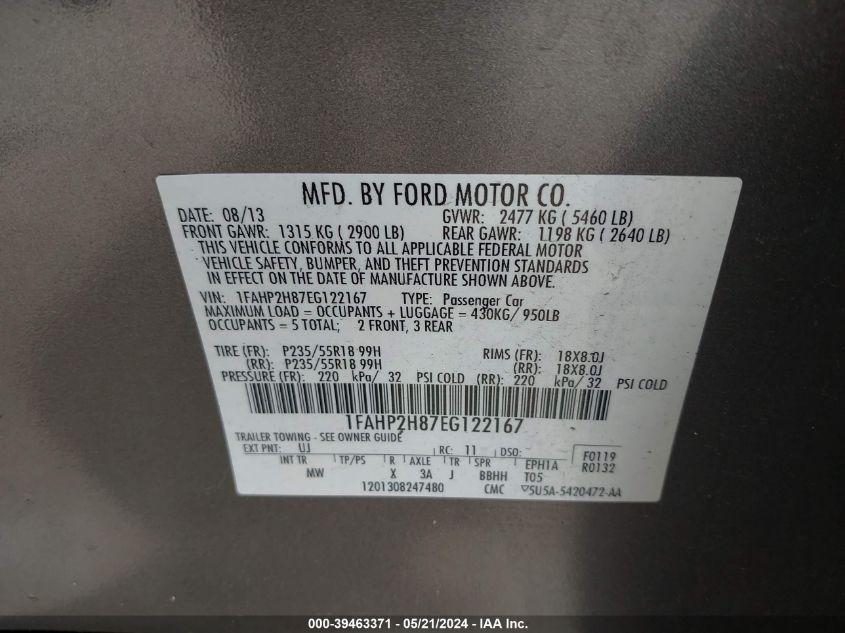 MFD. BY FORD MOTOR CO.
DATE: 08/13 GVWR: 2477 KG ( 5460 LB)
FRONT GAWR: 1315 KG ( 2900 LB) REAR GAWR: 1198 KG ( 2640 LB)
THIS VEHICLE CONFORMS TO ALL APPLICABLE FEDERAL MOTOR
VEHICLE SAFETY, BUMPER, AND THEFT PREVENTION STANDARDS
IN EFFECT ON THE DATE OF MANUFACTURE SHOWN ABOVE.
VIN: 1FAHP2H87EG122167 TYPE: Passenger Car
MAXIMUM LOAD = OCCUPANTS + LUGGAGE = 430KG/ 950LB
OCCUPANTS = 5 TOTAL; 2 FRONT, 3 REAR
TIRE (FR): P235/55R18 99H RIMS (FR): 18X8.0J
(RR): P235/55R18 99H (RR): 18X8.0J
PRESSURE (FR): 220 kPa/ 32 PSI COLD (RR): 220 kPa/ 32 PSI COLD
1FAHP2H87EG122167
TRAILER TOWING - SEE OWNER GUIDE
EXT PNT: UJ RC: 11 DSO: F0119
INT TR TP/PS R AXLE TR SPR EPH1A R0132
MW X 3A J BBHH T05
1201308247480 CMC ▽5U5A-5420472-AA
000-39463371 - 05/21/2024 - IAA Inc.